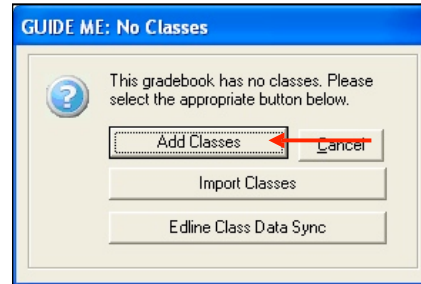 GUIDE ME: No Classes
This gradebook has no classes. Please
select the appropriate button below.
Add Classes
Cancel
Import Classes
Edline Class Data Sync